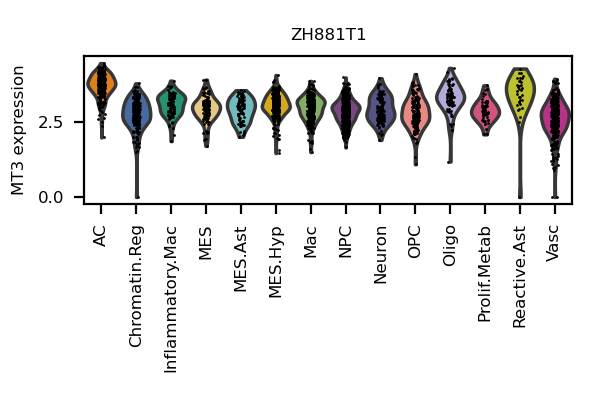 ZH881T1
MT3 expression
2.5
0.0
AC
Chromatin.Reg
Inflammatory.Mac
MES
MES.Ast
MES.Hyp
Mac
NPC
Neuron
OPC
Oligo
Prolif.Metab
Reactive.Ast
Vasc